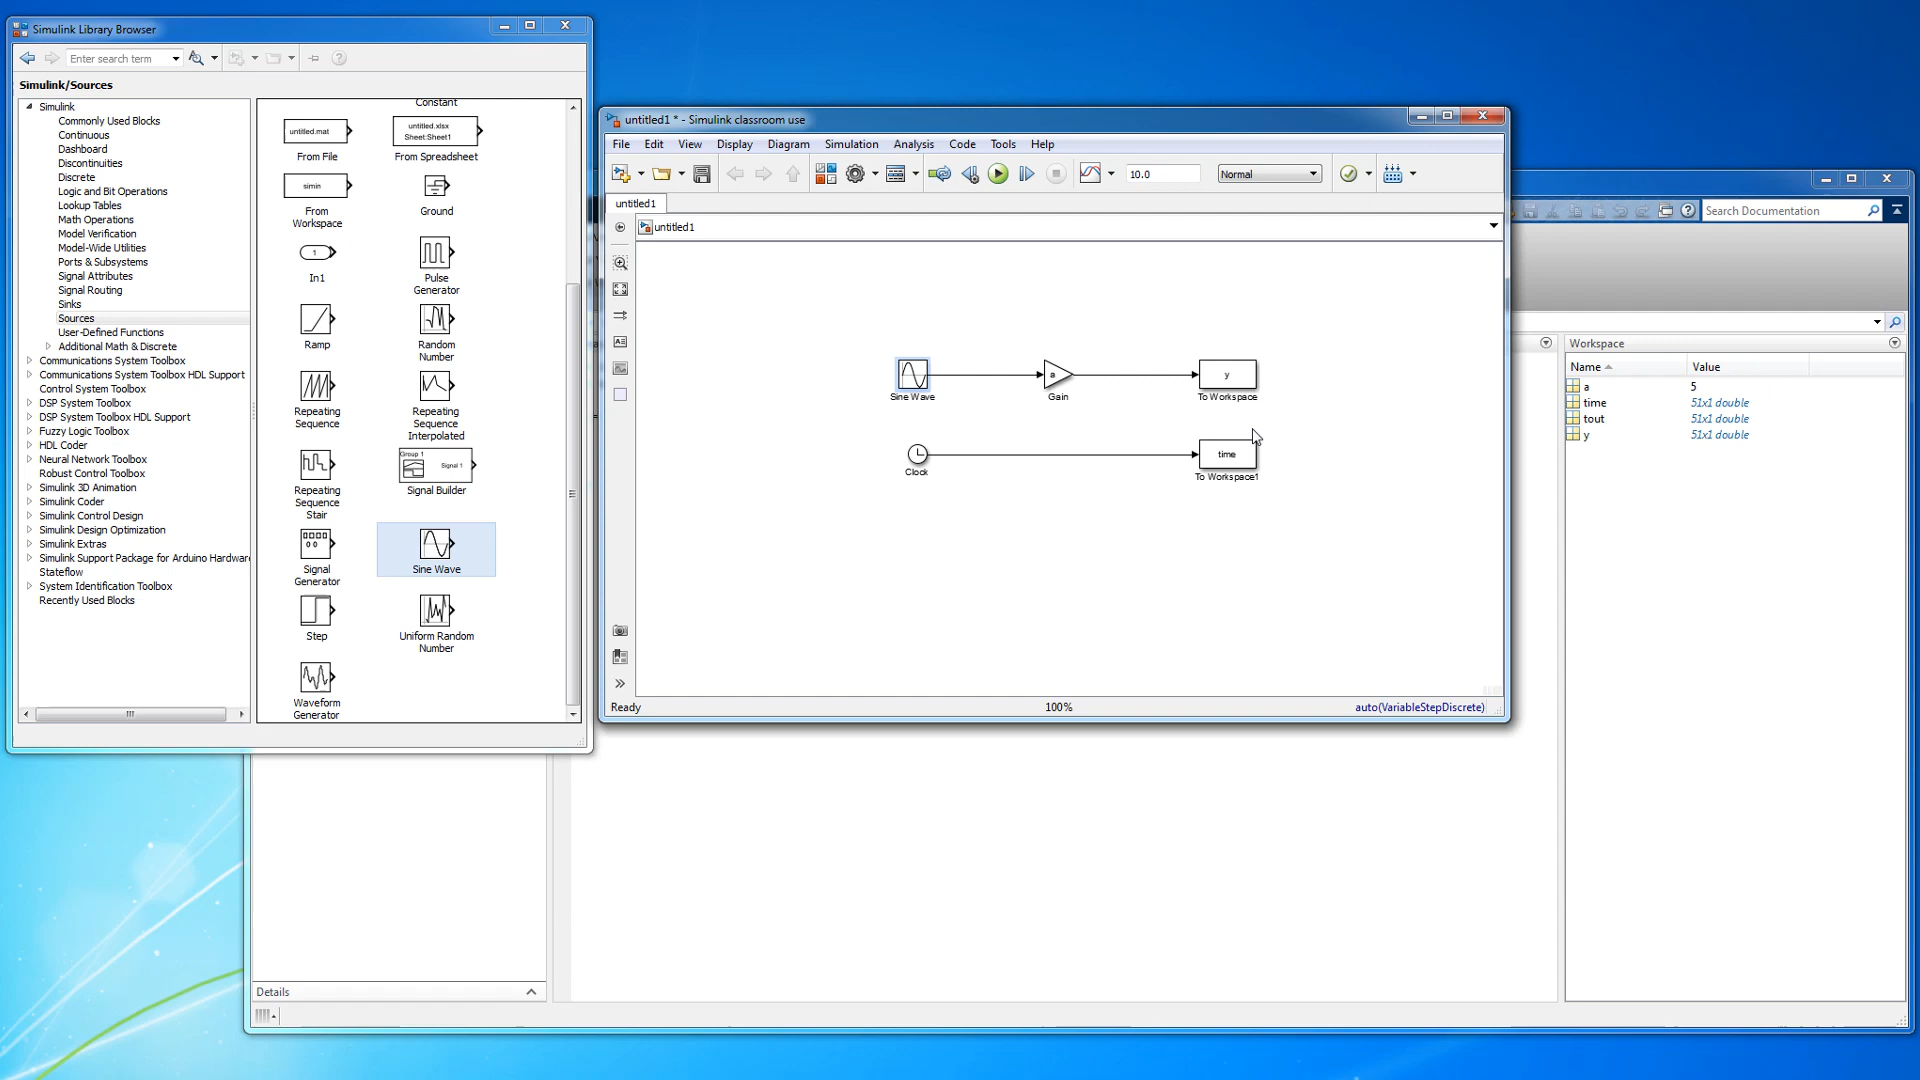 Simulink Library Browser
Enter search term
Simulink/Sources
Simulink
Commonly Used Blocks
Continuous
Dashboard
Discontinuities
Discrete
Logic and Bit Operations
Lookup Tables
Math Operations
Model Verification
Model-Wide Utilities
Ports & Subsystems
Signal Attributes
Signal Routing
Sinks
Sources
User-Defined Functions
Additional Math & Discrete
Communications System Toolbox
Communications System Toolbox HDL Support
Control System Toolbox
DSP System Toolbox
DSP System Toolbox HDL Support
Fuzzy Logic Toolbox
HDL Coder
Neural Network Toolbox
Robust Control Toolbox
Simulink 3D Animation
Simulink Coder
Simulink Control Design
Simulink Design Optimization
Simulink Extras
Simulink Support Package for Arduino Hardware
Stateflow
System Identification Toolbox
Recently Used Blocks
Constant
untitled.mat
From File
untitled.xlsx
Sheet:Sheet1
From Spreadsheet
simin
From
Workspace
Ground
1
In1
Pulse
Generator
Ramp
Random
Number
Repeating
Sequence
Repeating
Sequence
Interpolated
Repeating
Sequence
Stair
Group 1
Signal 1
Signal Builder
Signal
Generator
Sine Wave
Step
Uniform Random
Number
Waveform
Generator
untitled1 * - Simulink classroom use
File Edit View Display Diagram Simulation Analysis Code Tools Help
10.0
Normal
untitled1
untitled1
Sine Wave
a
Gain
y
To Workspace
Clock
time
To Workspace1
Ready
100%
auto(VariableStepDiscrete)
Search Documentation
Workspace
Name Value
a 5
time 51x1 double
tout 51x1 double
y 51x1 double
Details